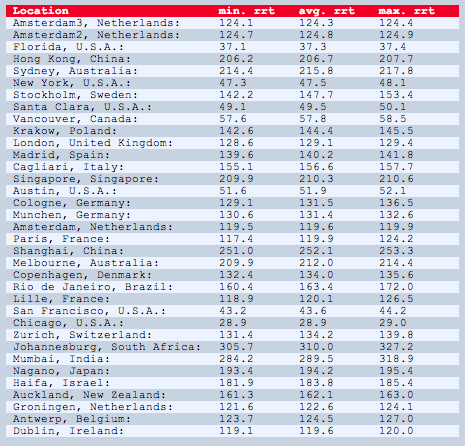 Location min. rrt avg. rrt max. rrt
Amsterdam3, Netherlands: 124.1 124.3 124.4
Amsterdam2, Netherlands: 124.7 124.8 124.9
Florida, U.S.A.: 37.1 37.3 37.4
Hong Kong, China: 206.2 206.7 207.7
Sydney, Australia: 214.4 215.8 217.8
New York, U.S.A.: 47.3 47.5 48.1
Stockholm, Sweden: 142.2 147.7 153.4
Santa Clara, U.S.A.: 49.1 49.5 50.1
Vancouver, Canada: 57.6 57.8 58.5
Krakow, Poland: 142.6 144.4 145.5
London, United Kingdom: 128.6 129.1 129.4
Madrid, Spain: 139.6 140.2 141.8
Cagliari, Italy: 155.1 156.6 157.7
Singapore, Singapore: 209.9 210.3 210.6
Austin, U.S.A.: 51.6 51.9 52.1
Cologne, Germany: 129.1 131.5 136.5
Munchen, Germany: 130.6 131.4 132.6
Amsterdam, Netherlands: 119.5 119.6 119.9
Paris, France: 117.4 119.9 124.2
Shanghai, China: 251.0 252.1 253.3
Melbourne, Australia: 209.9 212.0 214.4
Copenhagen, Denmark: 132.4 134.0 135.6
Rio de Janeiro, Brazil: 160.4 163.4 172.0
Lille, France: 118.9 120.1 126.5
San Francisco, U.S.A.: 43.2 43.6 44.2
Chicago, U.S.A.: 28.9 28.9 29.0
Zurich, Switzerland: 131.4 134.2 139.8
Johannesburg, South Africa: 305.7 310.0 327.2
Mumbai, India: 284.2 289.5 318.9
Nagano, Japan: 193.4 194.2 195.4
Haifa, Israel: 181.9 183.8 185.4
Auckland, New Zealand: 161.3 162.1 163.0
Groningen, Netherlands: 121.6 122.6 124.1
Antwerp, Belgium: 123.7 124.5 127.0
Dublin, Ireland: 119.1 119.6 120.0